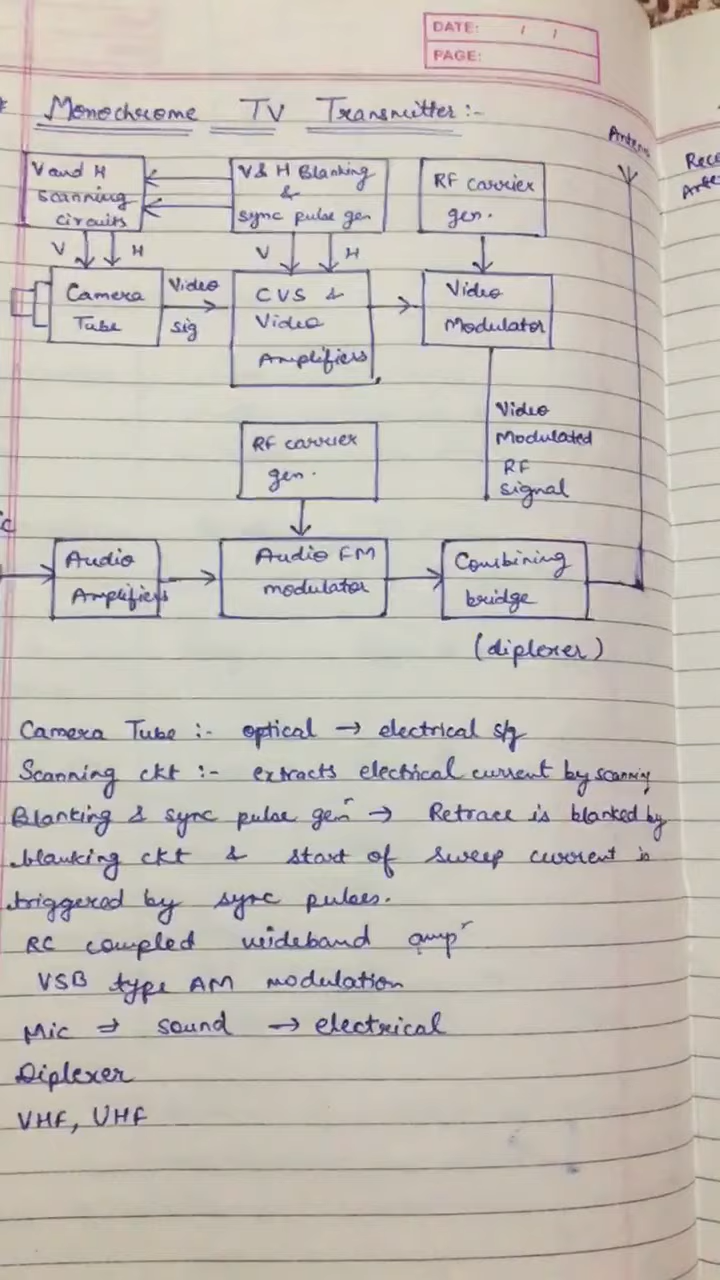 DATE: / /
PAGE:
Monochrome TV Transmitter :-
Antenna
V and H
scanning
circuits
V & H Blanking
&
sync pulse gen
RF carrier
gen.
V H
V H
Camera
Tube
Video
sig
CVS &
Video
Amplifiers
Video
Modulator
Video
Modulated
RF
signal
RF carrier
gen.
Audio
Amplifiers
Audio FM
modulator
Combining
bridge
(diplexer)
Camera Tube :- optical → electrical s/g
Scanning ckt :- extracts electrical current by scanning
Blanking & sync pulse genr → Retrace is blanked by
blanking ckt & start of sweep current is
triggered by sync pulses.
RC coupled wideband ampr
VSB type AM modulation
Mic → sound → electrical
Diplexer
VHF, UHF